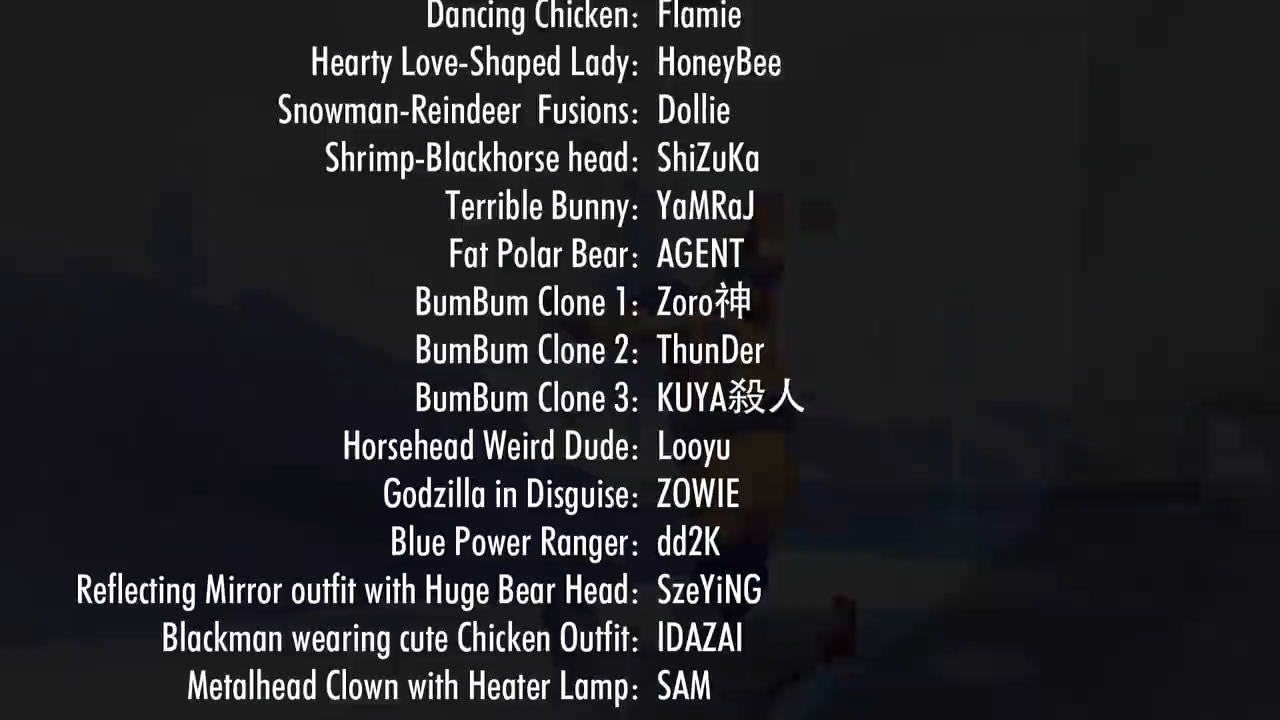 Dancing Chicken: Flamie
Hearty Love-Shaped Lady: HoneyBee
Snowman-Reindeer  Fusions: Dollie
Shrimp-Blackhorse head: ShiZuKa
Terrible Bunny: YaMRaJ
Fat Polar Bear: AGENT
BumBum Clone 1: Zoro神
BumBum Clone 2: ThunDer
BumBum Clone 3: KUYA殺人
Horsehead Weird Dude: Looyu
Godzilla in Disguise: ZOWIE
Blue Power Ranger: dd2K
Reflecting Mirror outfit with Huge Bear Head: SzeYiNG
Blackman wearing cute Chicken Outfit: IDAZAI
Metalhead Clown with Heater Lamp: SAM